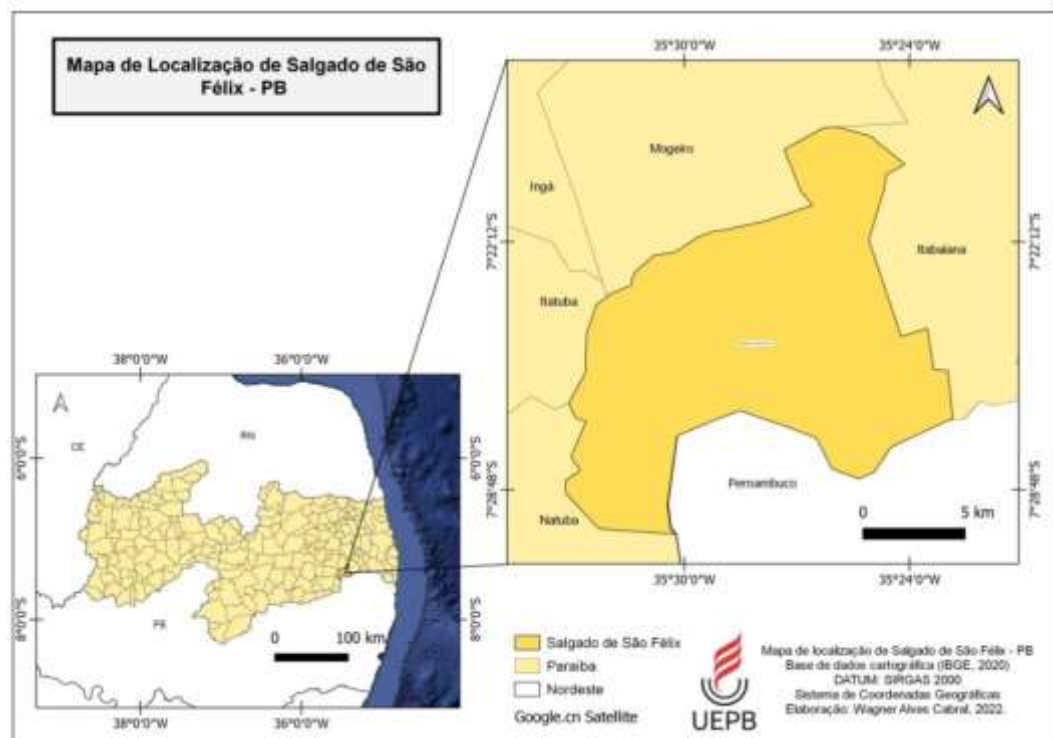 Mapa de Localização de Salgado de São
Félix - PB
35°30'0"W
35°24'0"W
Mogeiro
Ingá
7°22'12"S
7°22'12"S
Itabaiana
Itatuba
38°0'0"W
36°0'0"W
CE
RN
6°0'0"S
6°0'0"S
7°28'48"S
7°28'48"S
Pernambuco
Natuba
0
5 km
PE
0
100 km
8°0'0"S
8°0'0"S
38°0'0"W
36°0'0"W
35°30'0"W
35°24'0"W
Salgado de São Félix
Paraíba
Nordeste
Google.cn Satellite
UEPB
Mapa de localização de Salgado de São Félix - PB
Base de dados cartográfica (IBGE, 2020)
DATUM: SIRGAS 2000
Sistema de Coordenadas Geográficas
Elaboração: Wagner Alves Cabral, 2022.